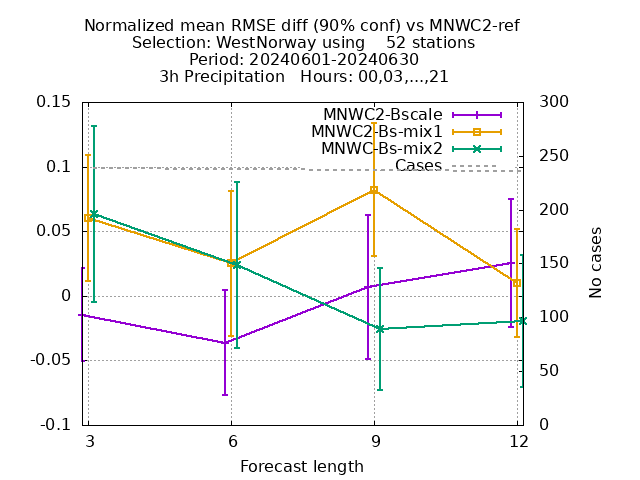 Normalized mean RMSE diff (90% conf) vs MNWC2-ref
Selection: WestNorway using    52 stations
Period: 20240601-20240630
3h Precipitation   Hours: 00,03,...,21
MNWC2-Bscale
MNWC2-Bs-mix1
MNWC-Bs-mix2
Cases
0.15
0.1
0.05
0
-0.05
-0.1
300
250
200
150
100
50
0
No cases
3 6 9 12
Forecast length